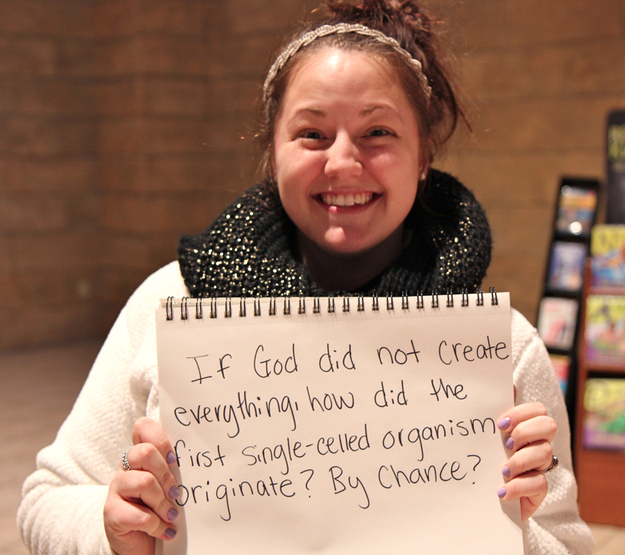 If God did not create
everything, how did the
first single-celled organism
originate? By Chance?